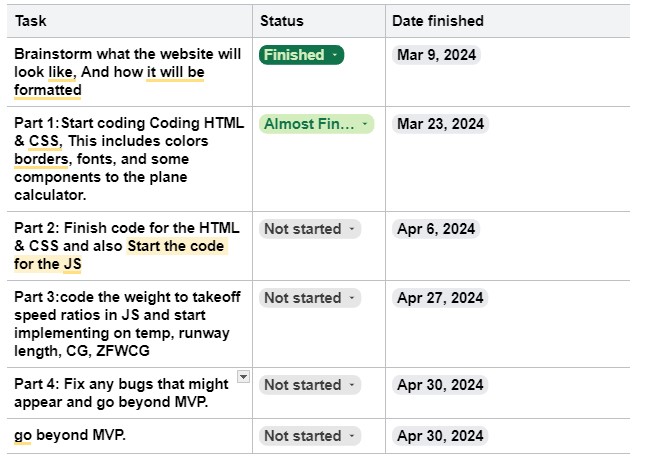 Task Status Date finished
Brainstorm what the website will Finished Mar 9, 2024
look like, And how it will be
formatted
Part 1:Start coding Coding HTML Almost Fin... Mar 23, 2024
& CSS, This includes colors
borders, fonts, and some
components to the plane
calculator.
Part 2: Finish code for the HTML Not started Apr 6, 2024
& CSS and also Start the code
for the JS
Part 3:code the weight to takeoff Not started Apr 27, 2024
speed ratios in JS and start
implementing on temp, runway
length, CG, ZFWCG
Part 4: Fix any bugs that might Not started Apr 30, 2024
appear and go beyond MVP.
go beyond MVP. Not started Apr 30, 2024